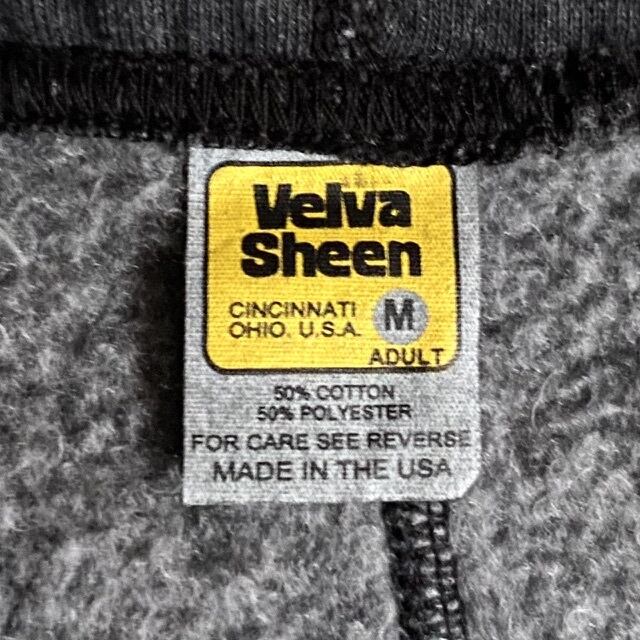 Velva
Sheen
CINCINNATI
OHIO, U.S.A.
M
ADULT
50% COTTON
50% POLYESTER
FOR CARE SEE REVERSE
MADE IN THE USA